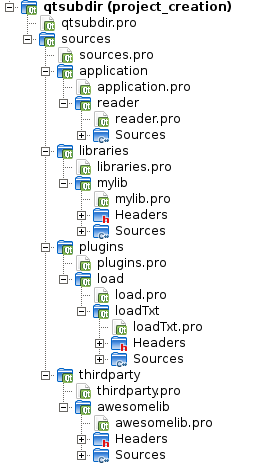 qtsubdir (project_creation)
qtsubdir.pro
sources
sources.pro
application
application.pro
reader
reader.pro
Sources
libraries
libraries.pro
mylib
mylib.pro
Headers
Sources
plugins
plugins.pro
load
load.pro
loadTxt
loadTxt.pro
Headers
Sources
thirdparty
thirdparty.pro
awesomelib
awesomelib.pro
Headers
Sources